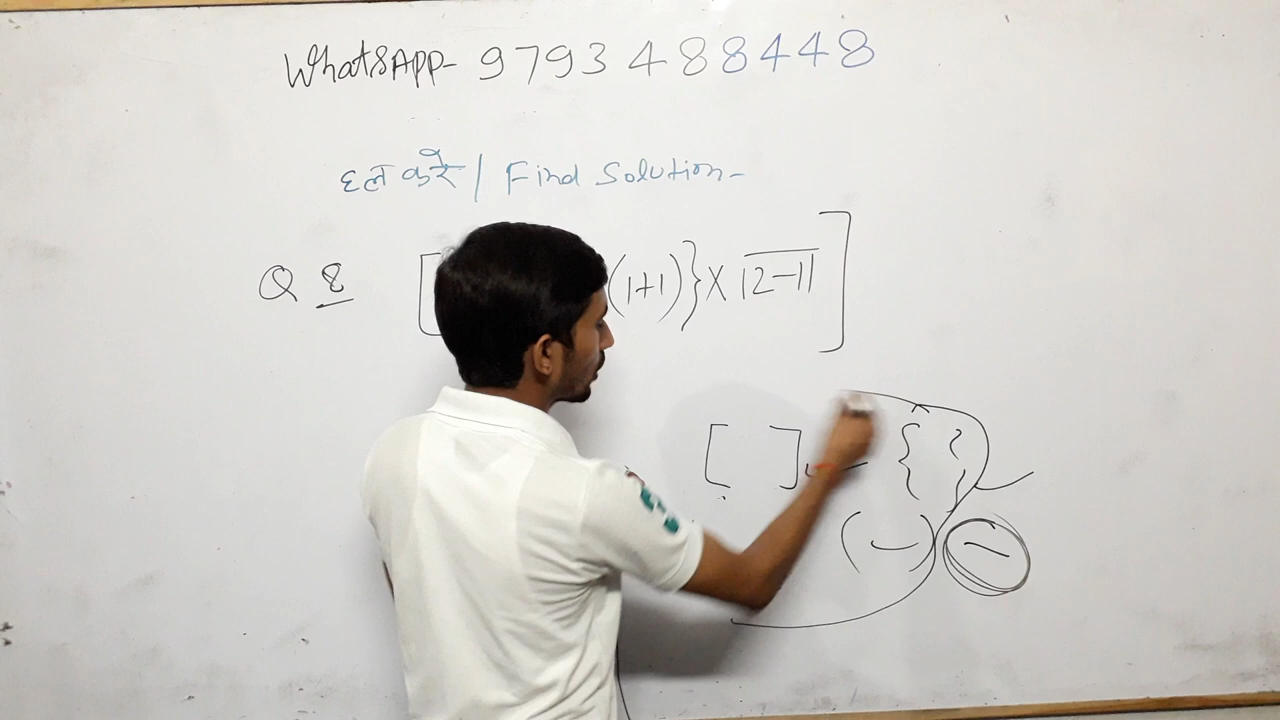 WhatsApp- 9793488448
हल करे / Find Solution-
Q 8 [ (1+1)}×12-11]
[ ] { }
(-) -